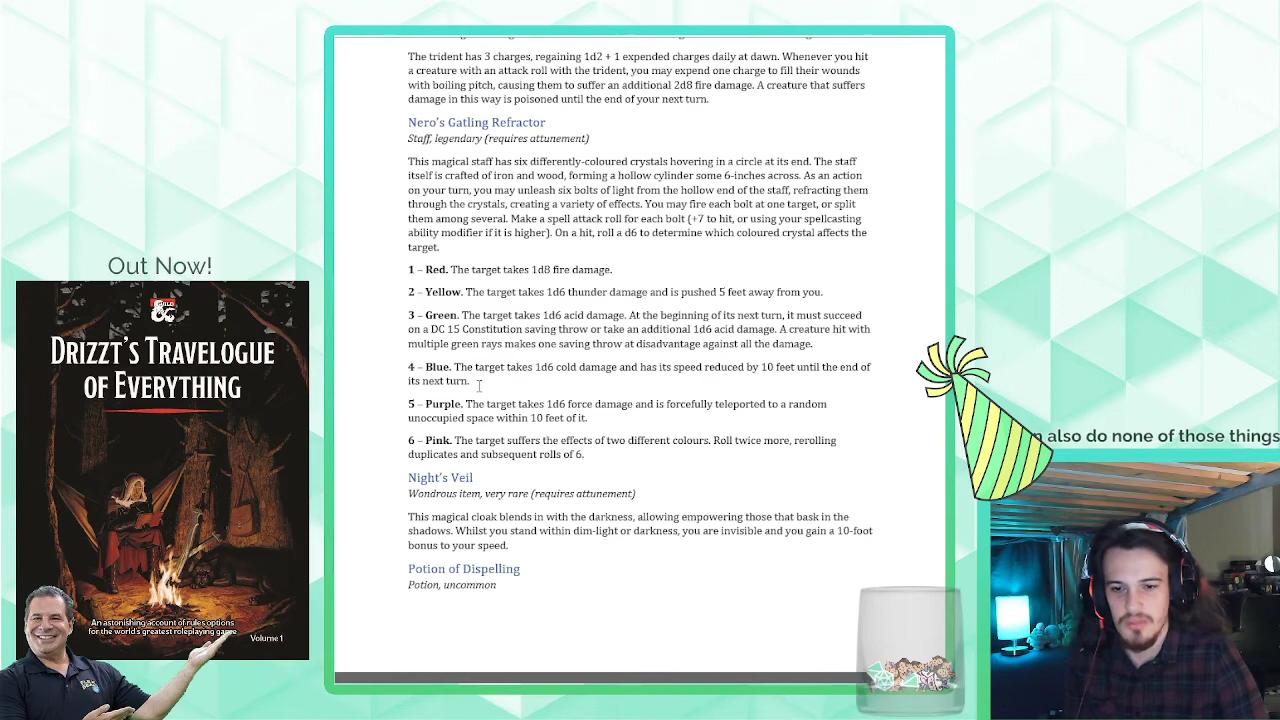 The trident has 3 charges, regaining 1d2 + 1 expended charges daily at dawn. Whenever you hit
a creature with an attack roll with the trident, you may expend one charge to fill their wounds
with boiling pitch, causing them to suffer an additional 2d8 fire damage. A creature that suffers
damage in this way is poisoned until the end of your next turn.
Nero's Gatling Refractor
Staff, legendary (requires attunement)
This magical staff has six differently-coloured crystals hovering in a circle at its end. The staff
itself is crafted of iron and wood, forming a hollow cylinder some 6-inches across. As an action
on your turn, you may unleash six bolts of light from the hollow end of the staff, refracting them
through the crystals, creating a variety of effects. You may fire each bolt at one target, or split
them among several. Make a spell attack roll for each bolt (+7 to hit, or using your spellcasting
ability modifier if it is higher). On a hit, roll a d6 to determine which coloured crystal affects the
target.
1 – Red. The target takes 1d8 fire damage.
2 – Yellow. The target takes 1d6 thunder damage and is pushed 5 feet away from you.
3 – Green. The target takes 1d6 acid damage. At the beginning of its next turn, it must succeed
on a DC 15 Constitution saving throw or take an additional 1d6 acid damage. A creature hit with
multiple green rays makes one saving throw at disadvantage against all the damage.
4 – Blue. The target takes 1d6 cold damage and has its speed reduced by 10 feet until the end of
its next turn.
5 – Purple. The target takes 1d6 force damage and is forcefully teleported to a random
unoccupied space within 10 feet of it.
6 – Pink. The target suffers the effects of two different colours. Roll twice more, rerolling
duplicates and subsequent rolls of 6.
Night's Veil
Wondrous item, very rare (requires attunement)
This magical cloak blends in with the darkness, allowing empowering those that bask in the
shadows. Whilst you stand within dim-light or darkness, you are invisible and you gain a 10-foot
bonus to your speed.
Potion of Dispelling
Potion, uncommon
Out Now!
DRIZZT'S TRAVELOGUE
OF EVERYTHING
An astonishing account of rules options
for the world's greatest roleplaying game
Volume 1
also do none of those things